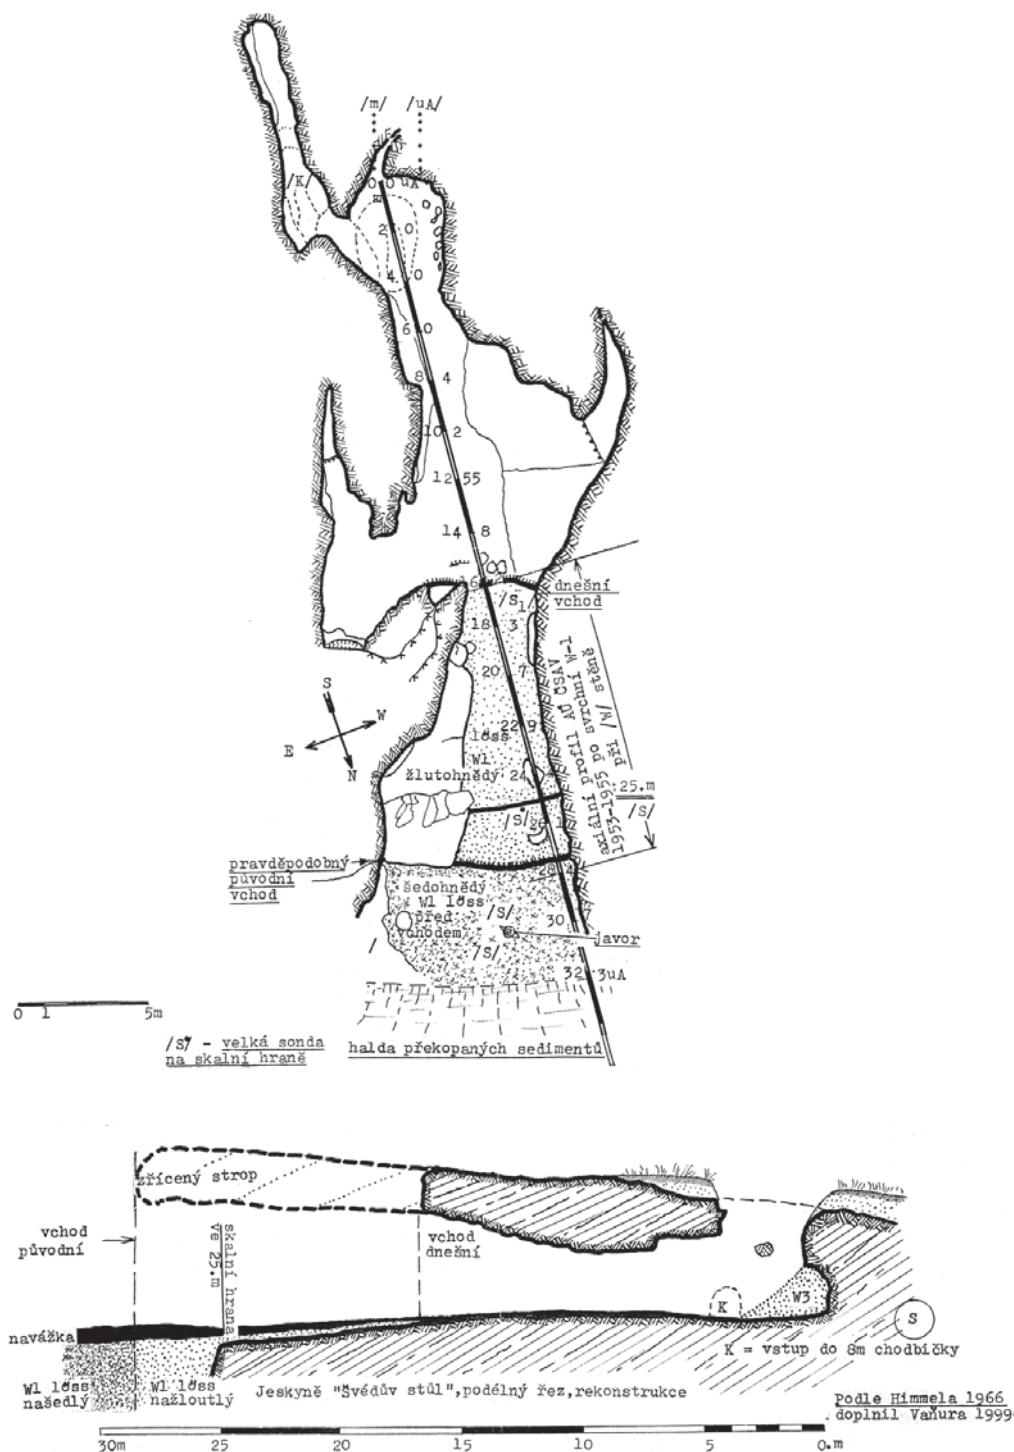 /m/ /uA/
/K/
0 0 uA
m
2 0
4 0
6 0
8 4
10 2
12 55
14 8
16
dnešní
vchod
/S1/
18 3
20 7
22 9
löss
Wl
žlutohnědý 24
axiální profil AÚ ČSAV
1953-1955 po svrchní W-1
při /W/ stěně
25.m
/S/
S
W
E
N
/S/
pravděpodobný
původní
vchod
šedohnědý
Wl löss
před
vchodem
/S/
30
javor
/S/
32 3uA
0 1 5m
/S/ - velká sonda
na skalní hraně
halda překopaných sedimentů
zřícený strop
vchod
původní
skalní hrana
ve 25.m
vchod
dnešní
K
W3
S
navážka
K = vstup do 8m chodbičky
Wl löss
našedlý
Wl löss
nažloutlý
Jeskyně "Švédův stůl",podélný řez,rekonstrukce
Podle Himmela 1966
doplnil Vaňura 1999
30m 25 20 15 10 5 0.m